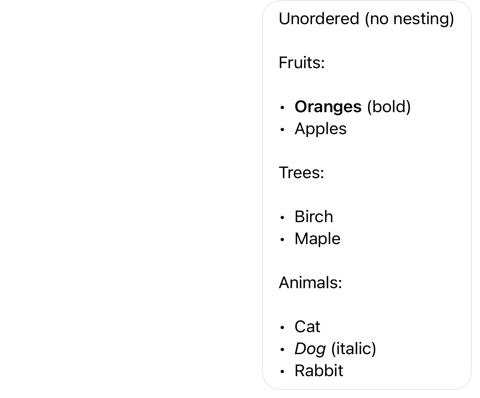 Unordered (no nesting)
Fruits:
• Oranges (bold)
• Apples
Trees:
• Birch
• Maple
Animals:
• Cat
• Dog (italic)
• Rabbit